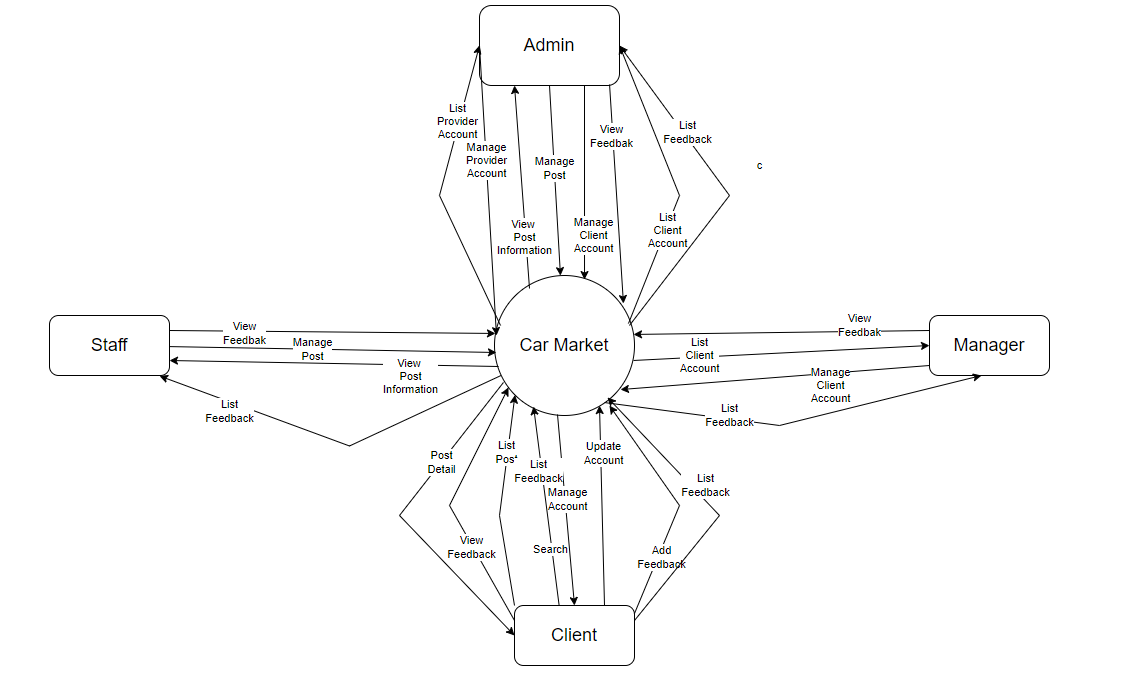 Admin
List
Provider
Account
Manage
Provider
Account
View
Post
Information
Manage
Post
Manage
Client
Account
View
Feedbak
List
Client
Account
List
Feedback
c
Staff
View
Feedbak
Manage
Post
View
Post
Information
List
Feedback
Car Market
View
Feedbak
List
Client
Account
Manage
Client
Account
List
Feedback
Manager
Post
Detail
View
Feedback
List
Post
List
Feedback
Search
Manage
Account
Update
Account
Add
Feedback
List
Feedback
Client